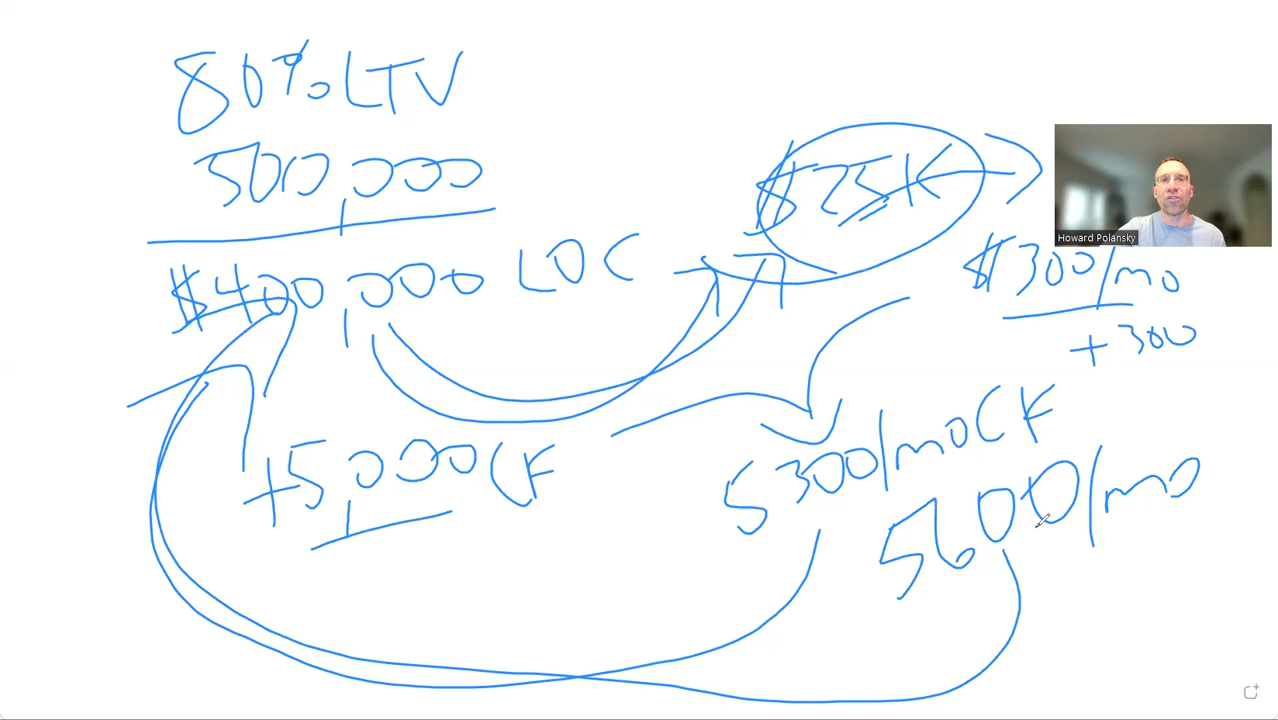 80% LTV
500,000
$400,000 LOC
+5,000 CF
$25K
Howard Polansky
$300/mo
+300
5300/mo CF
5600/mo